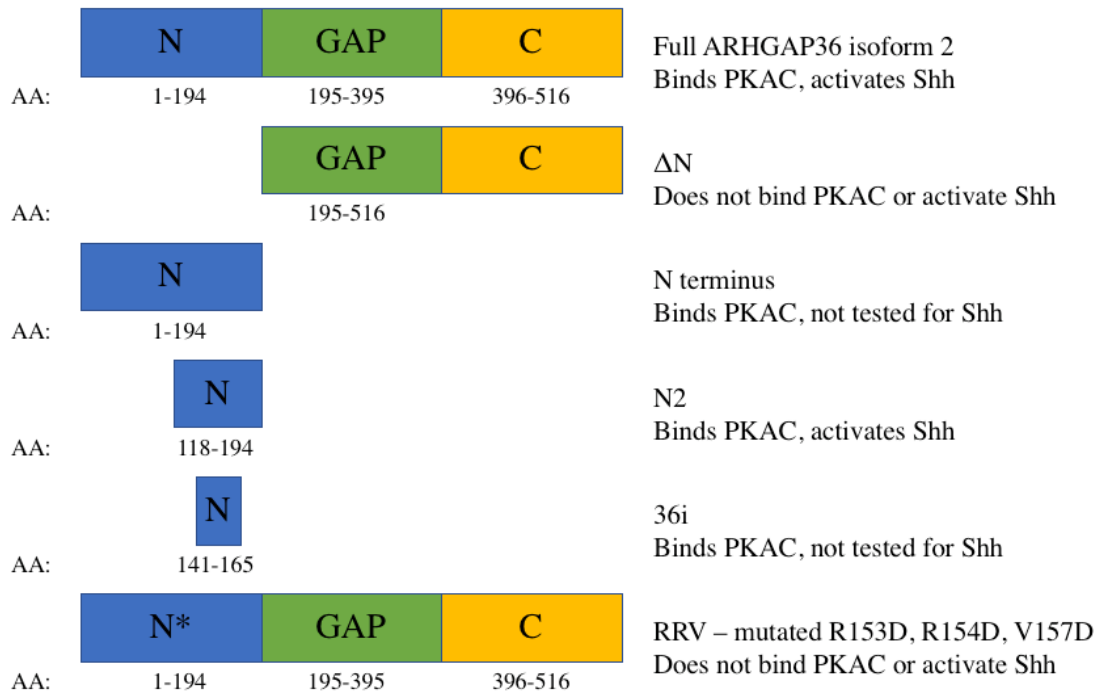 N GAP C
Full ARHGAP36 isoform 2
Binds PKAC, activates Shh
AA: 1-194 195-395 396-516
GAP C
ΔN
Does not bind PKAC or activate Shh
AA: 195-516
N
N terminus
Binds PKAC, not tested for Shh
AA: 1-194
N
N2
Binds PKAC, activates Shh
AA: 118-194
N
36i
Binds PKAC, not tested for Shh
AA: 141-165
N* GAP C
RRV – mutated R153D, R154D, V157D
Does not bind PKAC or activate Shh
AA: 1-194 195-395 396-516